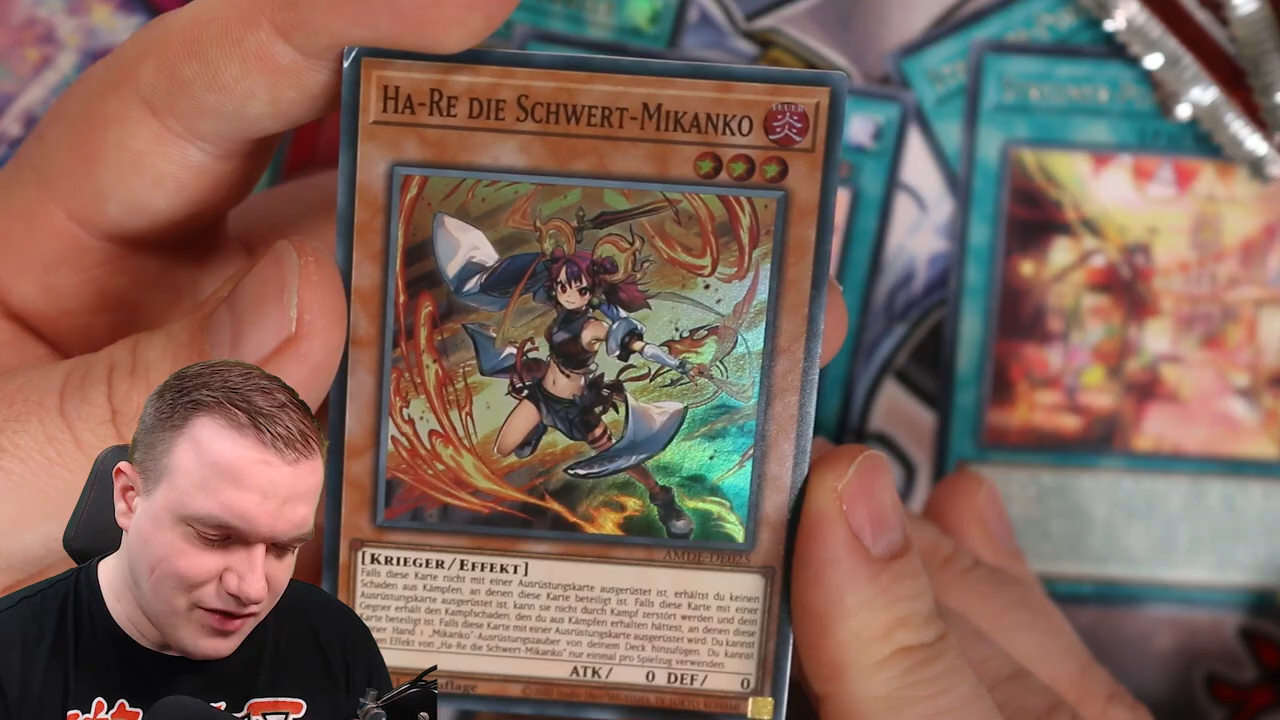 HA-RE DIE SCHWERT-MIKANKO
FEUER
炎
AMDE-DE025
[KRIEGER/EFFEKT]
Falls diese Karte nicht mit einer Ausrüstungskarte ausgerüstet ist, erhältst du keinen
Schaden aus Kämpfen, an denen diese Karte beteiligt ist. Falls diese Karte mit einer
Ausrüstungskarte ausgerüstet ist, kann sie nicht durch Kampf zerstört werden und dein
Gegner erhält den Kampfschaden, den du aus Kämpfen erhalten hättest, an denen diese
Karte beteiligt ist. Falls diese Karte mit einer Ausrüstungskarte ausgerüstet wird: Du kannst
Hand 1 „Mikanko"-Ausrüstungszauber von deinem Deck hinzufügen. Du kannst
Effekt von „Ha-Re die Schwert-Mikanko" nur einmal pro Spielzug verwenden.
ATK/ 0 DEF/ 0